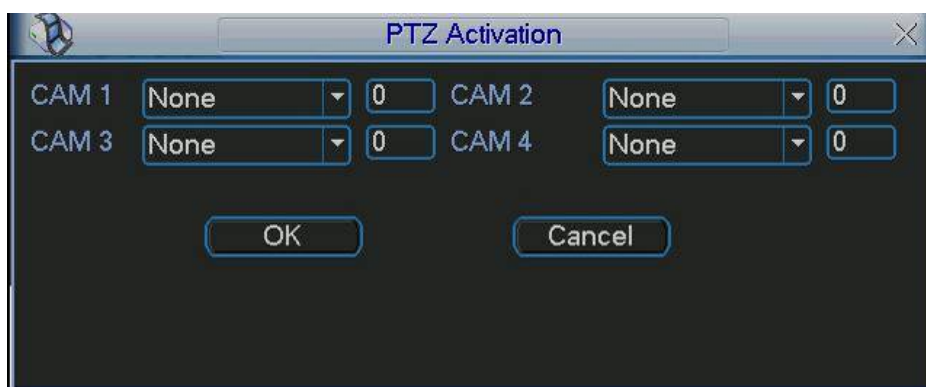 PTZ Activation
CAM 1 None 0 CAM 2 None 0
CAM 3 None 0 CAM 4 None 0
OK Cancel